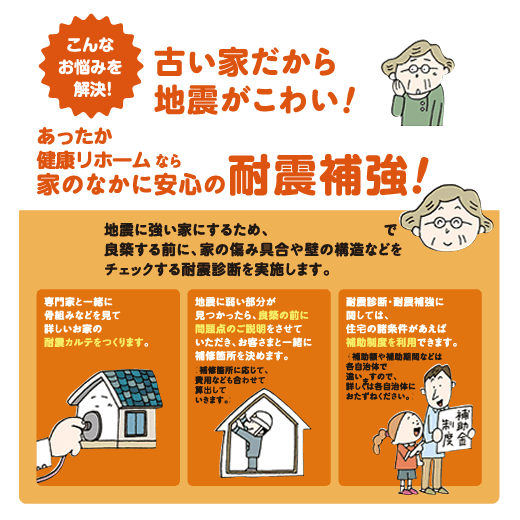 こんな
お悩みを
解決!
古い家だから
地震がこわい!
あったか
健康リホーム なら
家のなかに安心の 耐震補強!
地震に強い家にするため、 で
良築する前に、家の傷み具合や壁の構造などを
チェックする耐震診断を実施します。
専門家と一緒に
骨組みなどを見て
詳しいお家の
耐震カルテをつくります。
地震に弱い部分が
見つかったら、良築の前に
問題点のご説明をさせて
いただき、お客さまと一緒に
補修箇所を決めます。
補修箇所に応じて、
費用なども合わせて
算出して
いきます。
耐震診断・耐震補強に
関しては、
住宅の諸条件があえば
補助制度を利用できます。
補助額や補助期間などは
各自治体で
違いますので、
詳しくは各自治体に
おたずねください。
補助金
制度